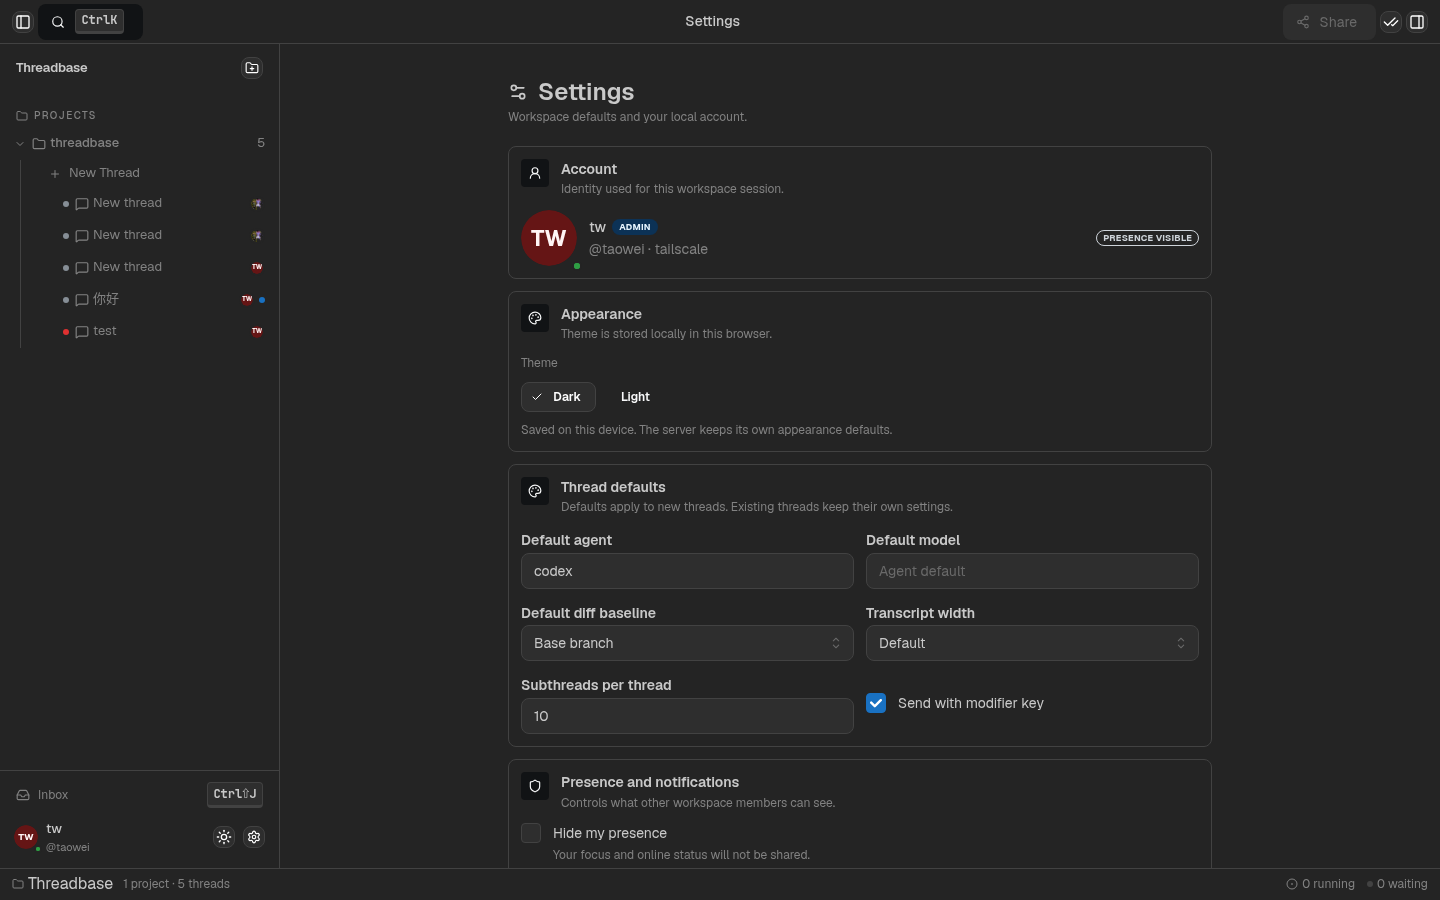 CtrlK
Settings
Share
Threadbase
PROJECTS
threadbase 5
New Thread
New thread
New thread
New thread TW
你好 TW
test TW
Inbox Ctrl⇧J
TW tw
@taowei
Settings
Workspace defaults and your local account.
Account
Identity used for this workspace session.
TW tw ADMIN
@taowei · tailscale
PRESENCE VISIBLE
Appearance
Theme is stored locally in this browser.
Theme
Dark Light
Saved on this device. The server keeps its own appearance defaults.
Thread defaults
Defaults apply to new threads. Existing threads keep their own settings.
Default agent Default model
codex Agent default
Default diff baseline Transcript width
Base branch Default
Subthreads per thread
10 Send with modifier key
Presence and notifications
Controls what other workspace members can see.
Hide my presence
Your focus and online status will not be shared.
Threadbase 1 project · 5 threads
0 running 0 waiting